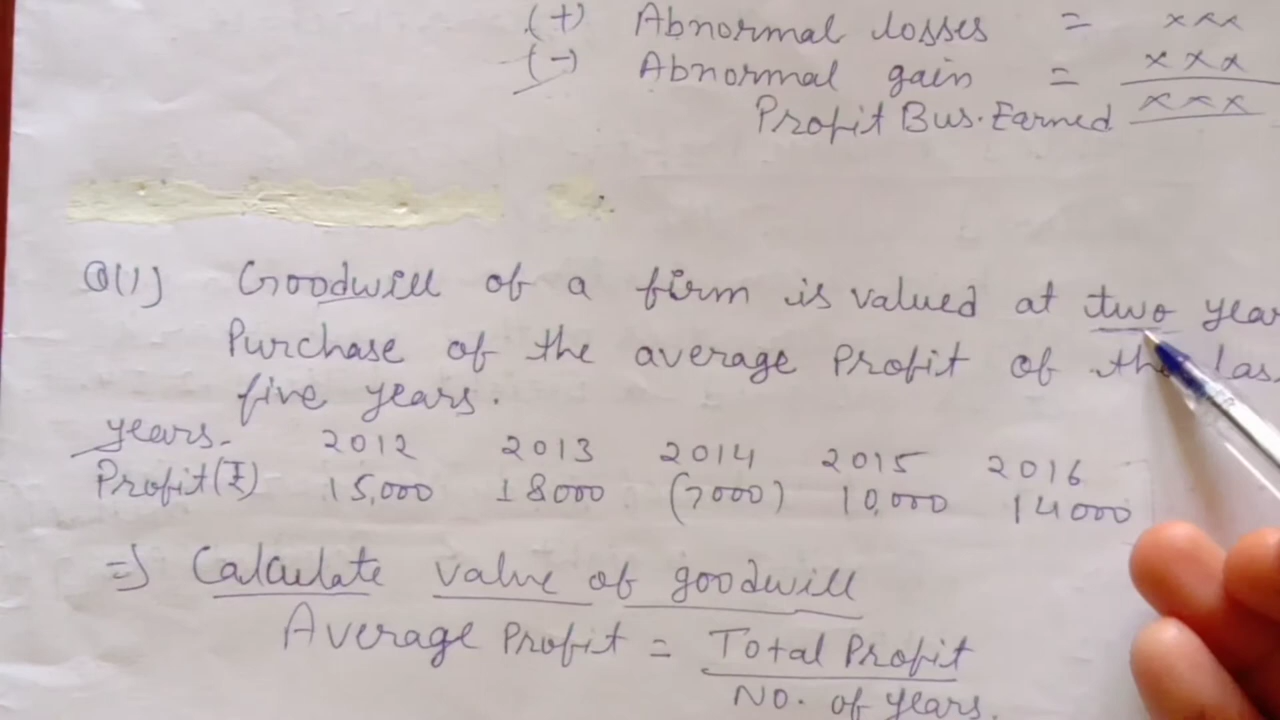 (+) Abnormal losses = xxx
(-) Abnormal gain = xxx
Profit Bus. Earned xxx
Q(1) Goodwill of a firm is valued at two year
Purchase of the average Profit of the las
five years.
years. 2012 2013 2014 2015 2016
Profit(₹) 15,000 18000 (7000) 10,000 14000
=> Calculate value of goodwill
Average Profit = Total Profit
No. of years.